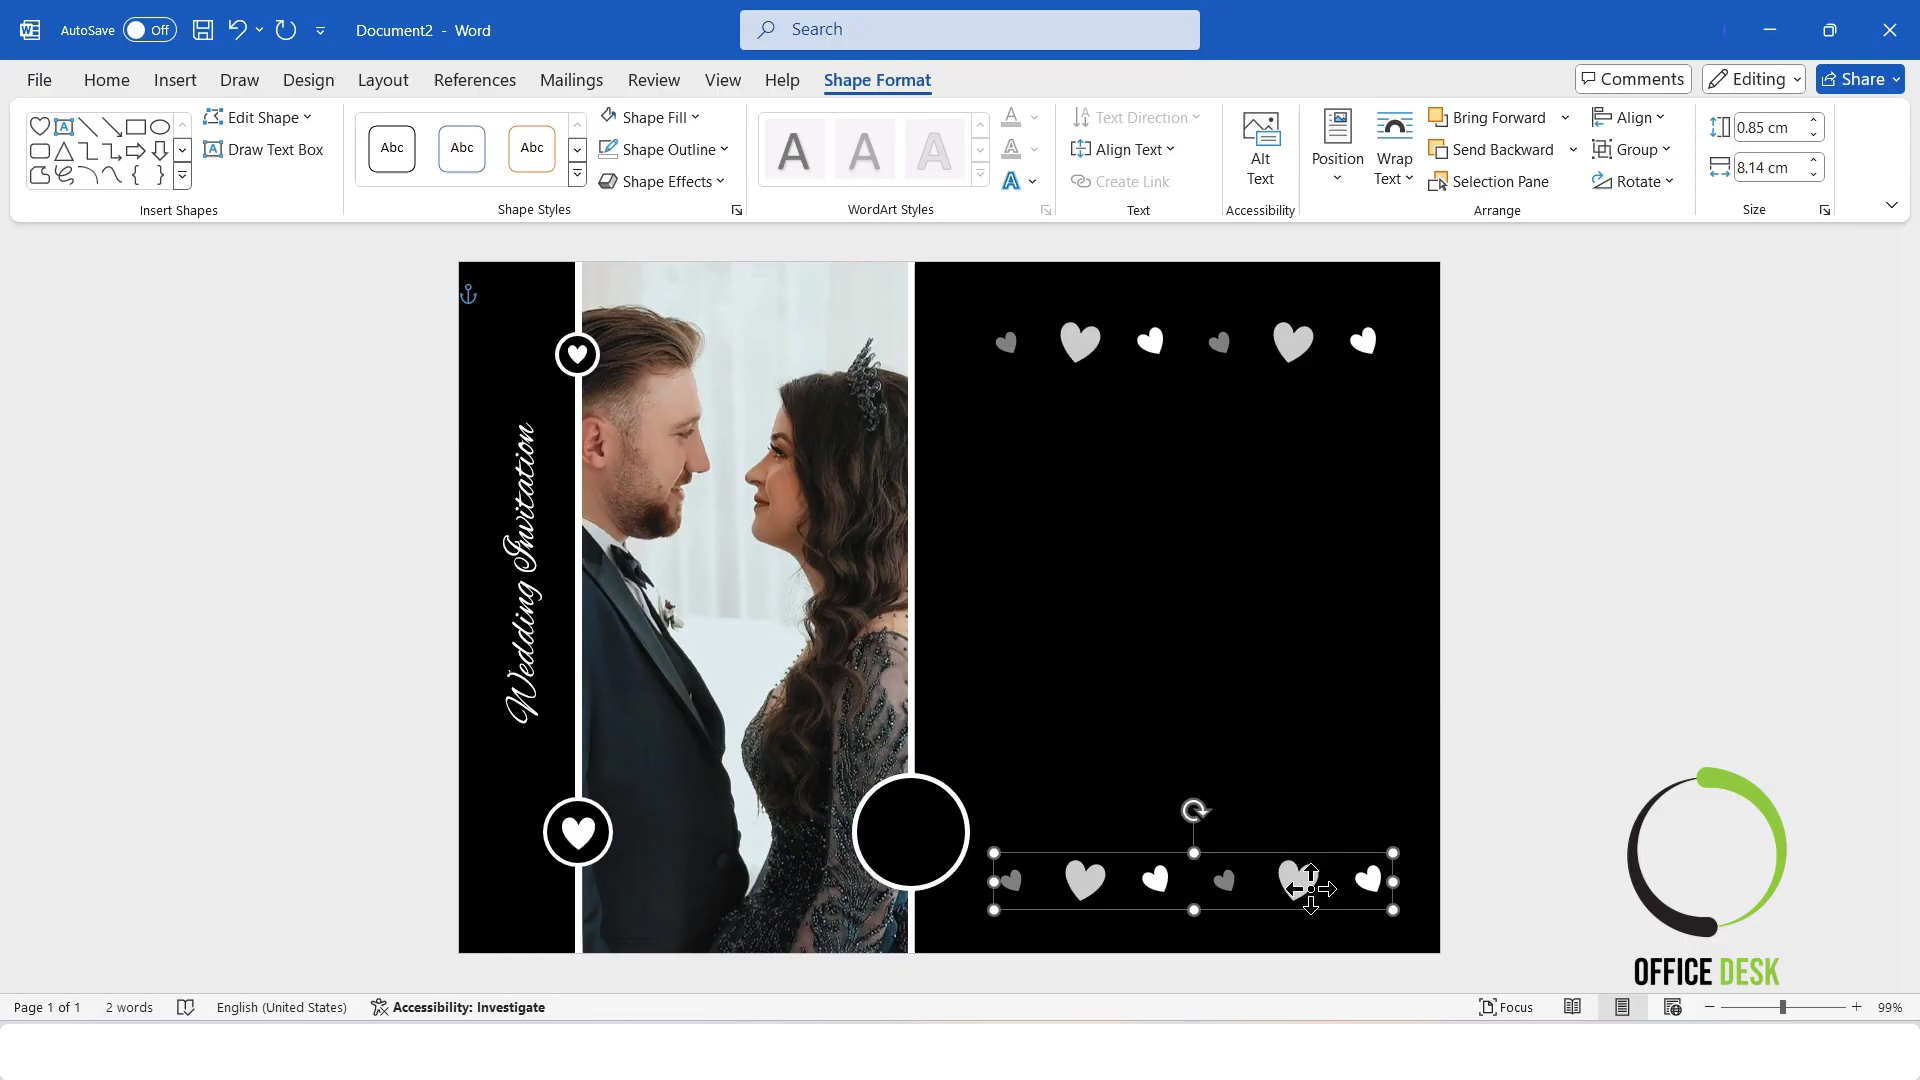 AutoSave Off Document2 - Word Search
File Home Insert Draw Design Layout References Mailings Review View Help Shape Format Comments Editing Share
Edit Shape
Draw Text Box
Insert Shapes
Abc Abc Abc
Shape Fill
Shape Outline
Shape Effects
Shape Styles
A A A
A
A
A
WordArt Styles
Text Direction
Align Text
Create Link
Text
Alt
Text
Accessibility
Position
Wrap
Text
Bring Forward
Send Backward
Selection Pane
Align
Group
Rotate
Arrange
0.85 cm
8.14 cm
Size
Wedding Invitation
OFFICE DESK
Page 1 of 1 2 words English (United States) Accessibility: Investigate Focus 99%